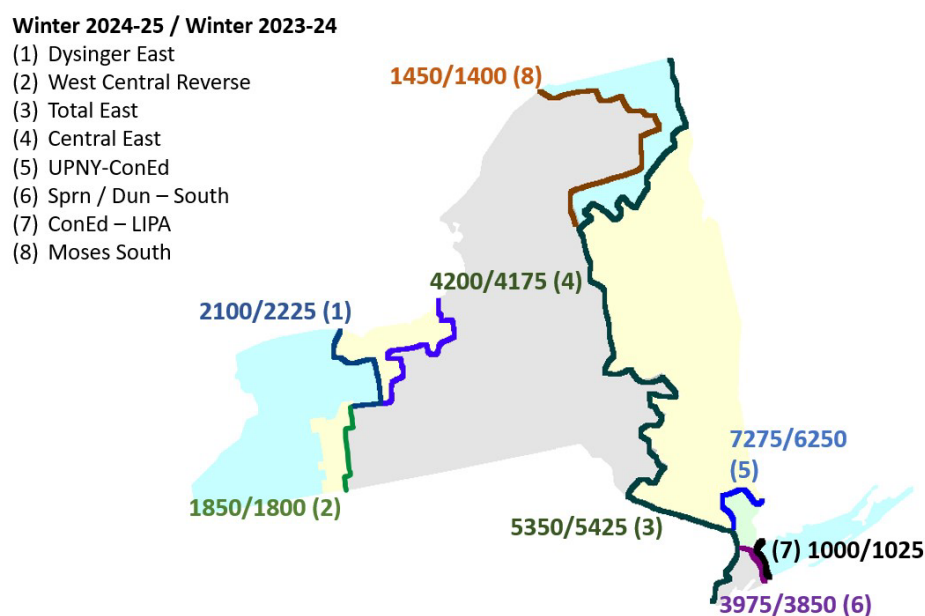 Winter 2024-25 / Winter 2023-24
(1) Dysinger East
(2) West Central Reverse
(3) Total East
(4) Central East
(5) UPNY-ConEd
(6) Sprn / Dun – South
(7) ConEd – LIPA
(8) Moses South
1450/1400 (8)
4200/4175 (4)
2100/2225 (1)
7275/6250
(5)
1850/1800 (2)
5350/5425 (3)
(7) 1000/1025
3975/3850 (6)